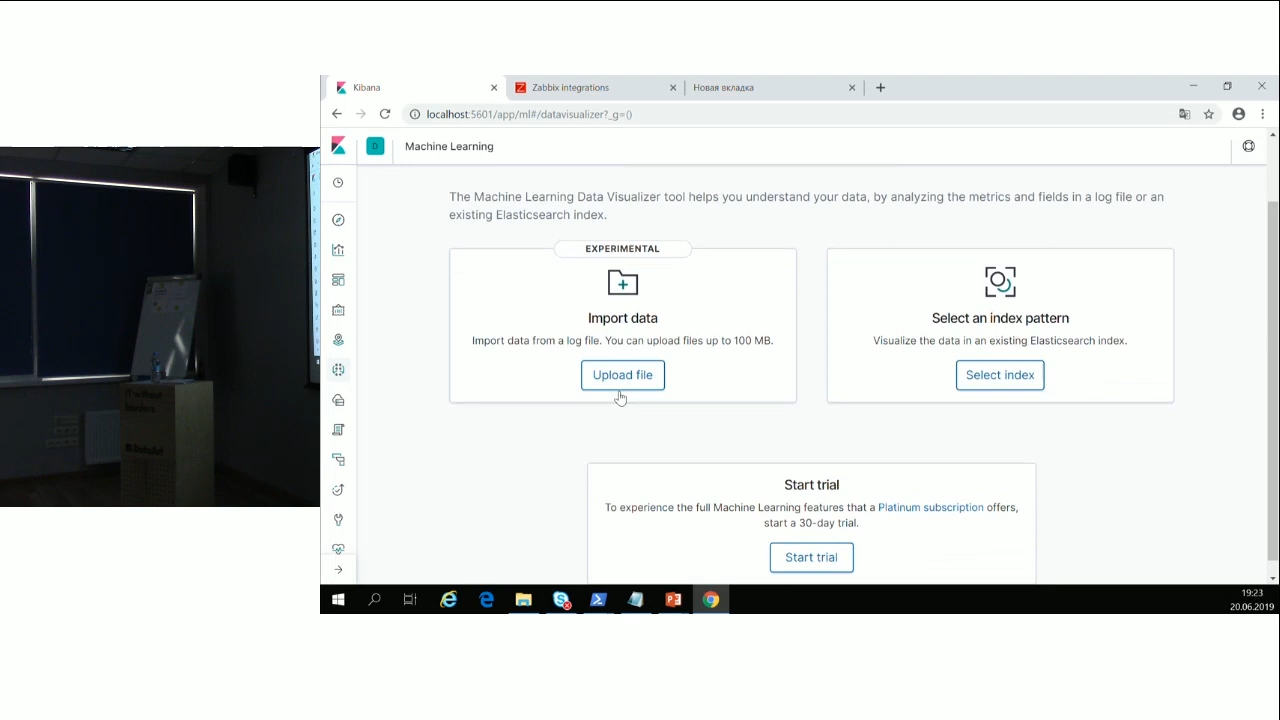 Kibana
Zabbix integrations
Новая вкладка
localhost:5601/app/ml#/datavisualizer?_g=()
D
Machine Learning
The Machine Learning Data Visualizer tool helps you understand your data, by analyzing the metrics and fields in a log file or an
existing Elasticsearch index.
EXPERIMENTAL
Import data
Import data from a log file. You can upload files up to 100 MB.
Upload file
Select an index pattern
Visualize the data in an existing Elasticsearch index.
Select index
Start trial
To experience the full Machine Learning features that a Platinum subscription offers,
start a 30-day trial.
Start trial
19:23
20.06.2019
IT without
borders
DataArt